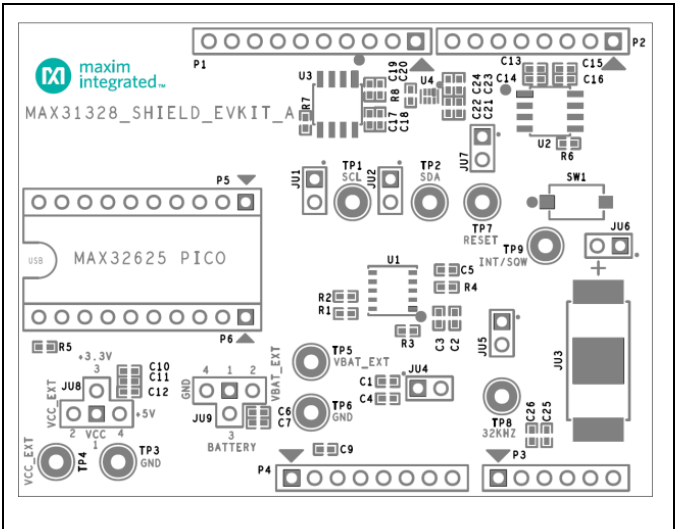 P1
P2
maxim
integrated™
MAX31328_SHIELD_EVKIT_A
U3
C19
C20
R7
C17
C18
R8
U4
C24
C23
C22
C21
C13
C14
C15
C16
U2
R6
JU7
JU1
TP1
SCL
JU2
TP2
SDA
TP7
RESET
SW1
TP9
INT/SQW
JU6
P5
USB
MAX32625 PICO
P6
U1
C5
R4
R2
R1
R3
C3
C2
JU5
JU3
+
R5
+3.3V
3
JU8
C10
C11
C12
VCC_EXT
+5V
2
VCC
4
1
VCC_EXT
TP4
TP3
GND
4
1
2
GND
VBAT_EXT
JU9
C6
C7
3
BATTERY
TP5
VBAT_EXT
TP6
GND
C1
C4
JU4
C9
P4
TP8
32KHZ
C26
C25
P3